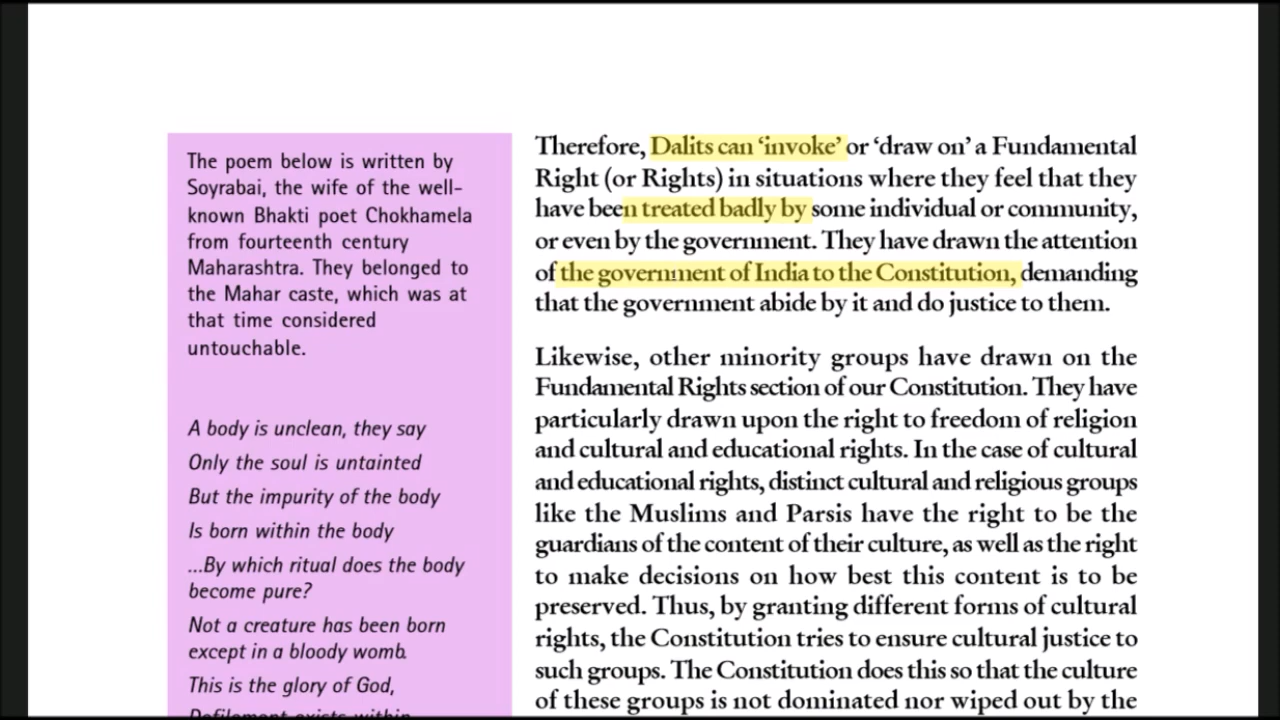 The poem below is written by
Soyrabai, the wife of the well-
known Bhakti poet Chokhamela
from fourteenth century
Maharashtra. They belonged to
the Mahar caste, which was at
that time considered
untouchable.
A body is unclean, they say
Only the soul is untainted
But the impurity of the body
Is born within the body
...By which ritual does the body
become pure?
Not a creature has been born
except in a bloody womb.
This is the glory of God,
Defilement exists within
Therefore, Dalits can ‘invoke’ or ‘draw on’ a Fundamental
Right (or Rights) in situations where they feel that they
have been treated badly by some individual or community,
or even by the government. They have drawn the attention
of the government of India to the Constitution, demanding
that the government abide by it and do justice to them.
Likewise, other minority groups have drawn on the
Fundamental Rights section of our Constitution. They have
particularly drawn upon the right to freedom of religion
and cultural and educational rights. In the case of cultural
and educational rights, distinct cultural and religious groups
like the Muslims and Parsis have the right to be the
guardians of the content of their culture, as well as the right
to make decisions on how best this content is to be
preserved. Thus, by granting different forms of cultural
rights, the Constitution tries to ensure cultural justice to
such groups. The Constitution does this so that the culture
of these groups is not dominated nor wiped out by the